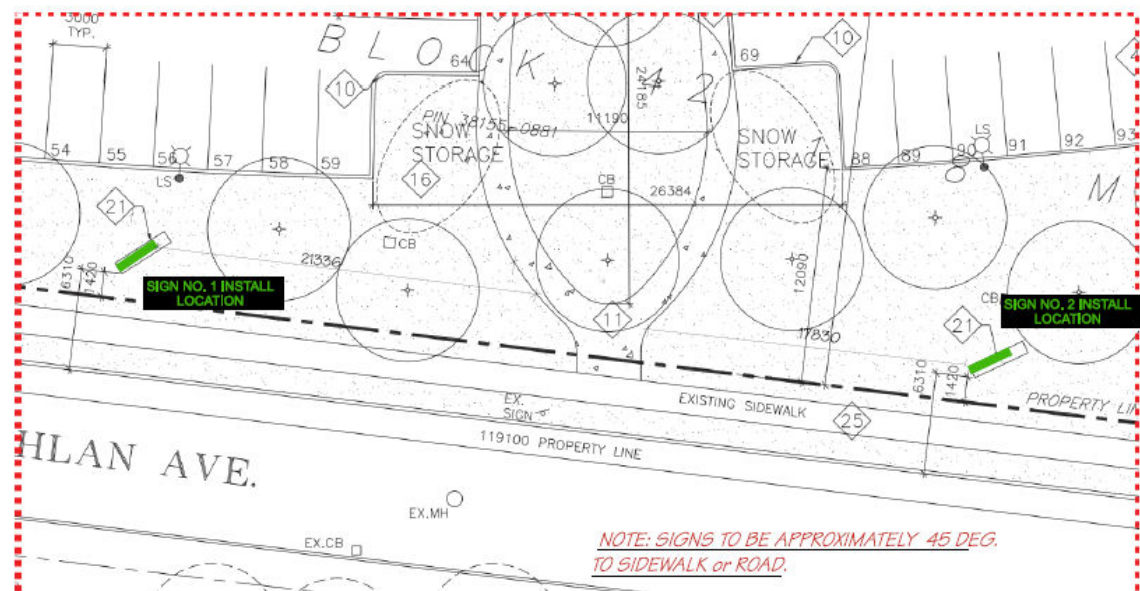 3000
TYP.
BLOCK 42
64
69
10
10
24185
PIN 38155-0881
11190
SNOW
STORAGE
SNOW
STORAGE
16
CB
26384
54
55
56
57
58
59
LS
88
89
90
91
92
93
LS
M
21
CB
21336
6310
1420
SIGN NO. 1 INSTALL
LOCATION
12090
CB
SIGN NO. 2 INSTALL
LOCATION
21
11
17830
6310
1420
EX.
SIGN
EXISTING SIDEWALK
25
PROPERTY LI
119100 PROPERTY LINE
HLAN AVE.
EX.MH
EX.CB
NOTE: SIGNS TO BE APPROXIMATELY 45 DEG.
TO SIDEWALK or ROAD.